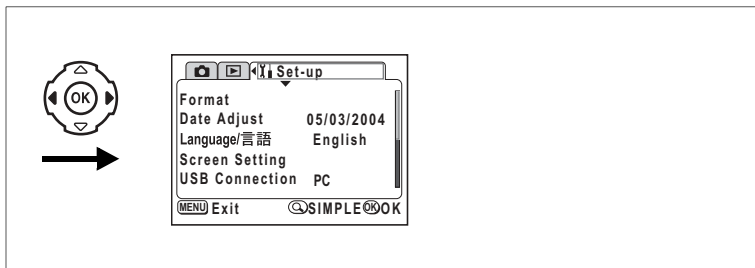 OK
Set-up
Format
Date Adjust 05/03/2004
Language/言語 English
Screen Setting
USB Connection PC
MENU Exit SIMPLE OK OK